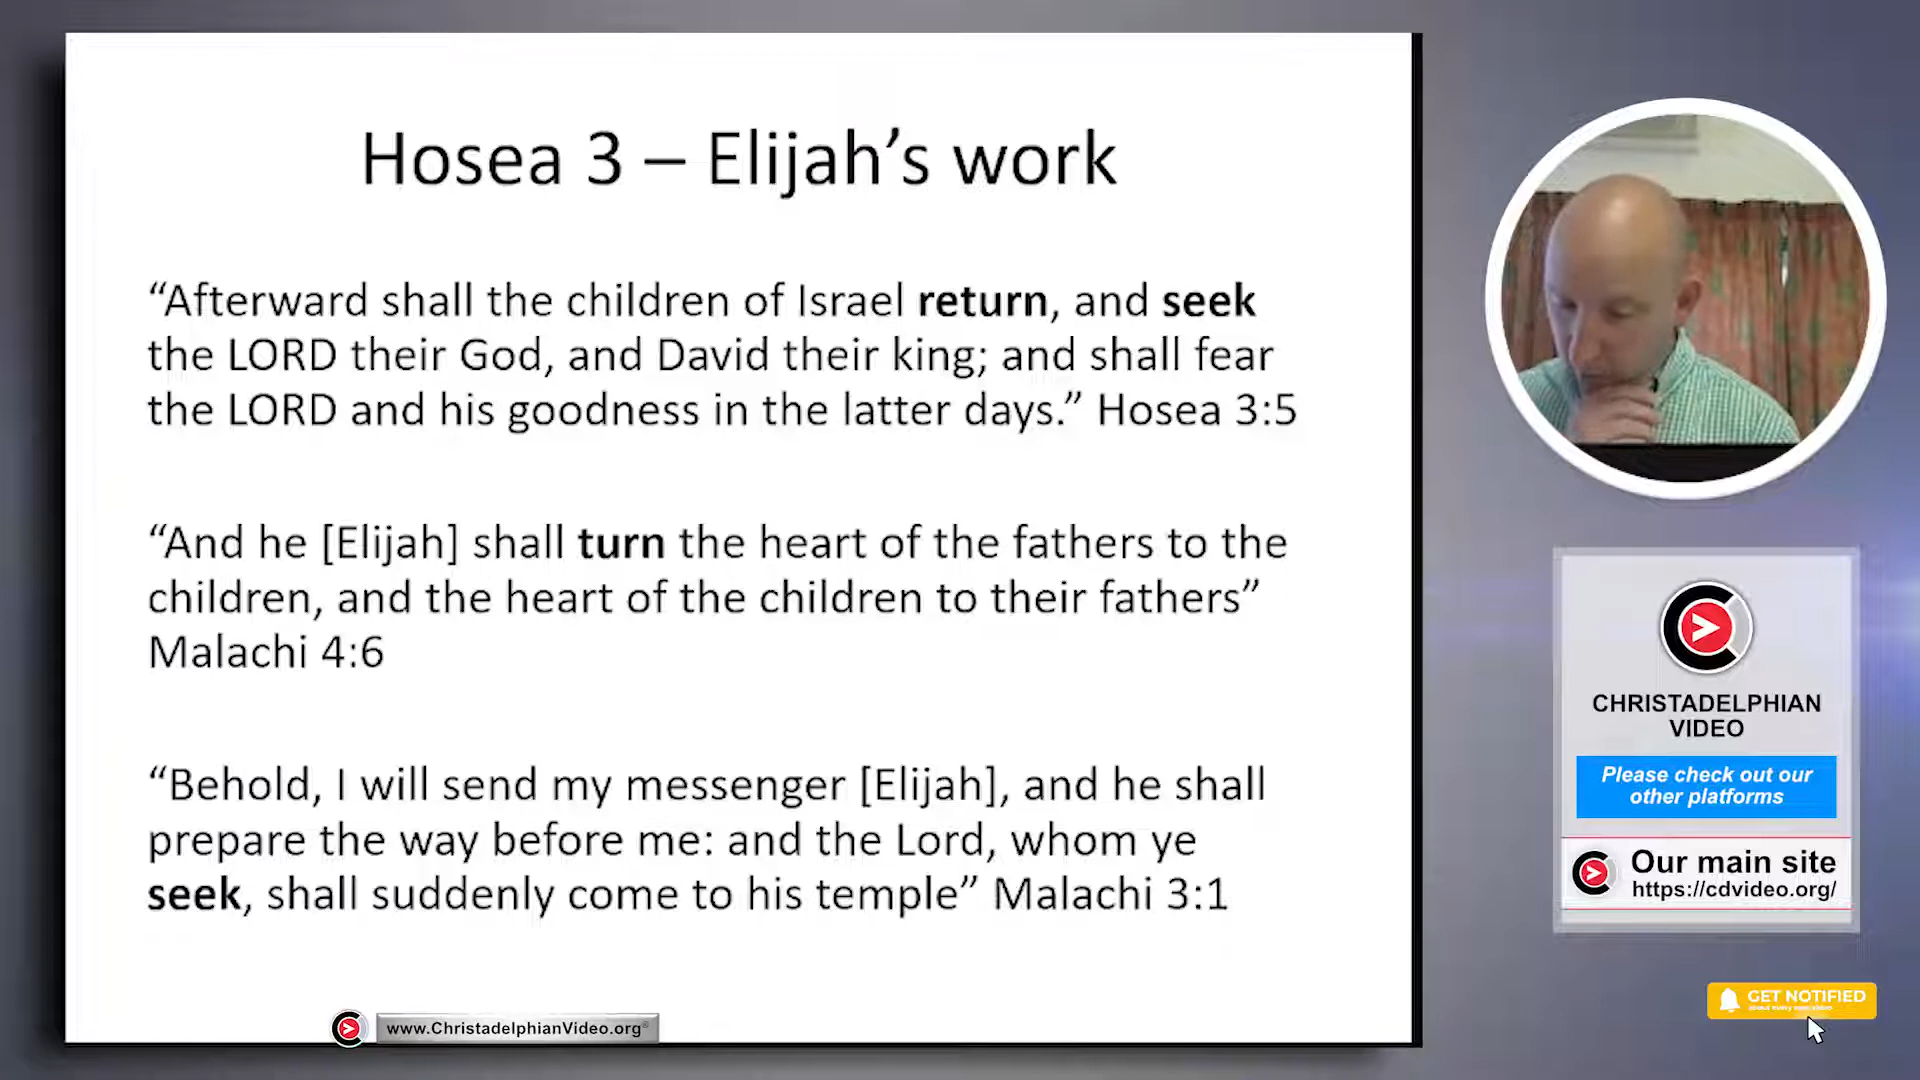 Hosea 3 – Elijah’s work
“Afterward shall the children of Israel return, and seek
the LORD their God, and David their king; and shall fear
the LORD and his goodness in the latter days.” Hosea 3:5
“And he [Elijah] shall turn the heart of the fathers to the
children, and the heart of the children to their fathers”
Malachi 4:6
“Behold, I will send my messenger [Elijah], and he shall
prepare the way before me: and the Lord, whom ye
seek, shall suddenly come to his temple” Malachi 3:1
www.ChristadelphianVideo.org®
CHRISTADELPHIAN
VIDEO
Please check out our
other platforms
Our main site
https://cdvideo.org/
GET NOTIFIED